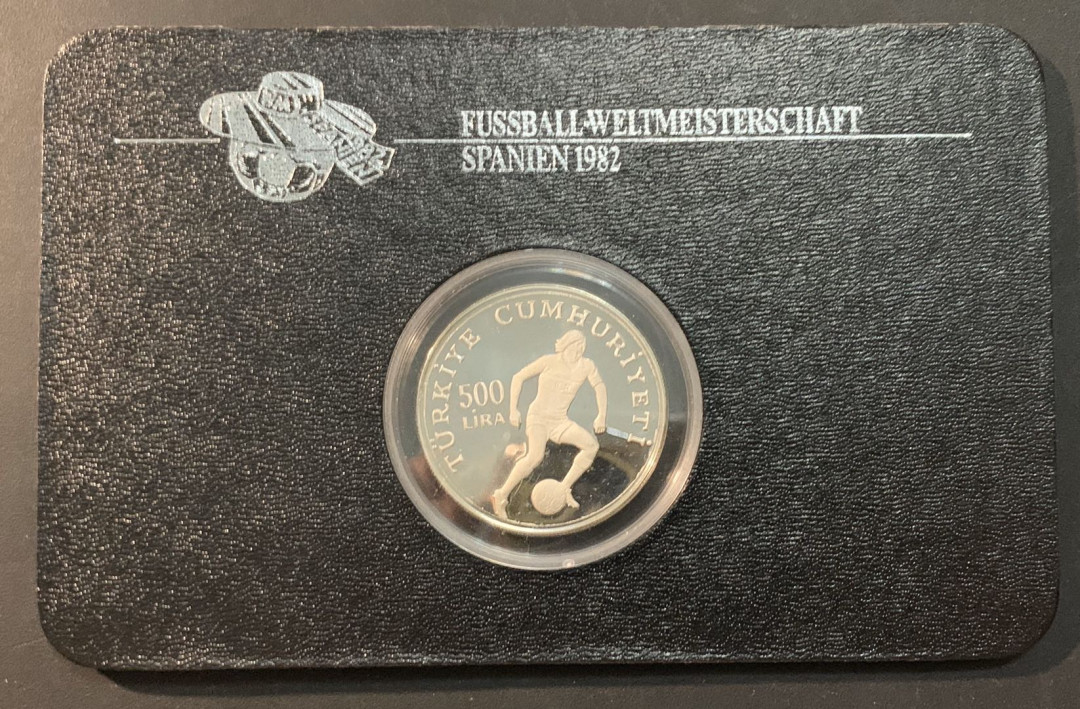 FUSSBALL-WELTMEISTERSCHAFT
SPANIEN 1982
TÜRKİYE CUMHURİYETİ
500
LİRA